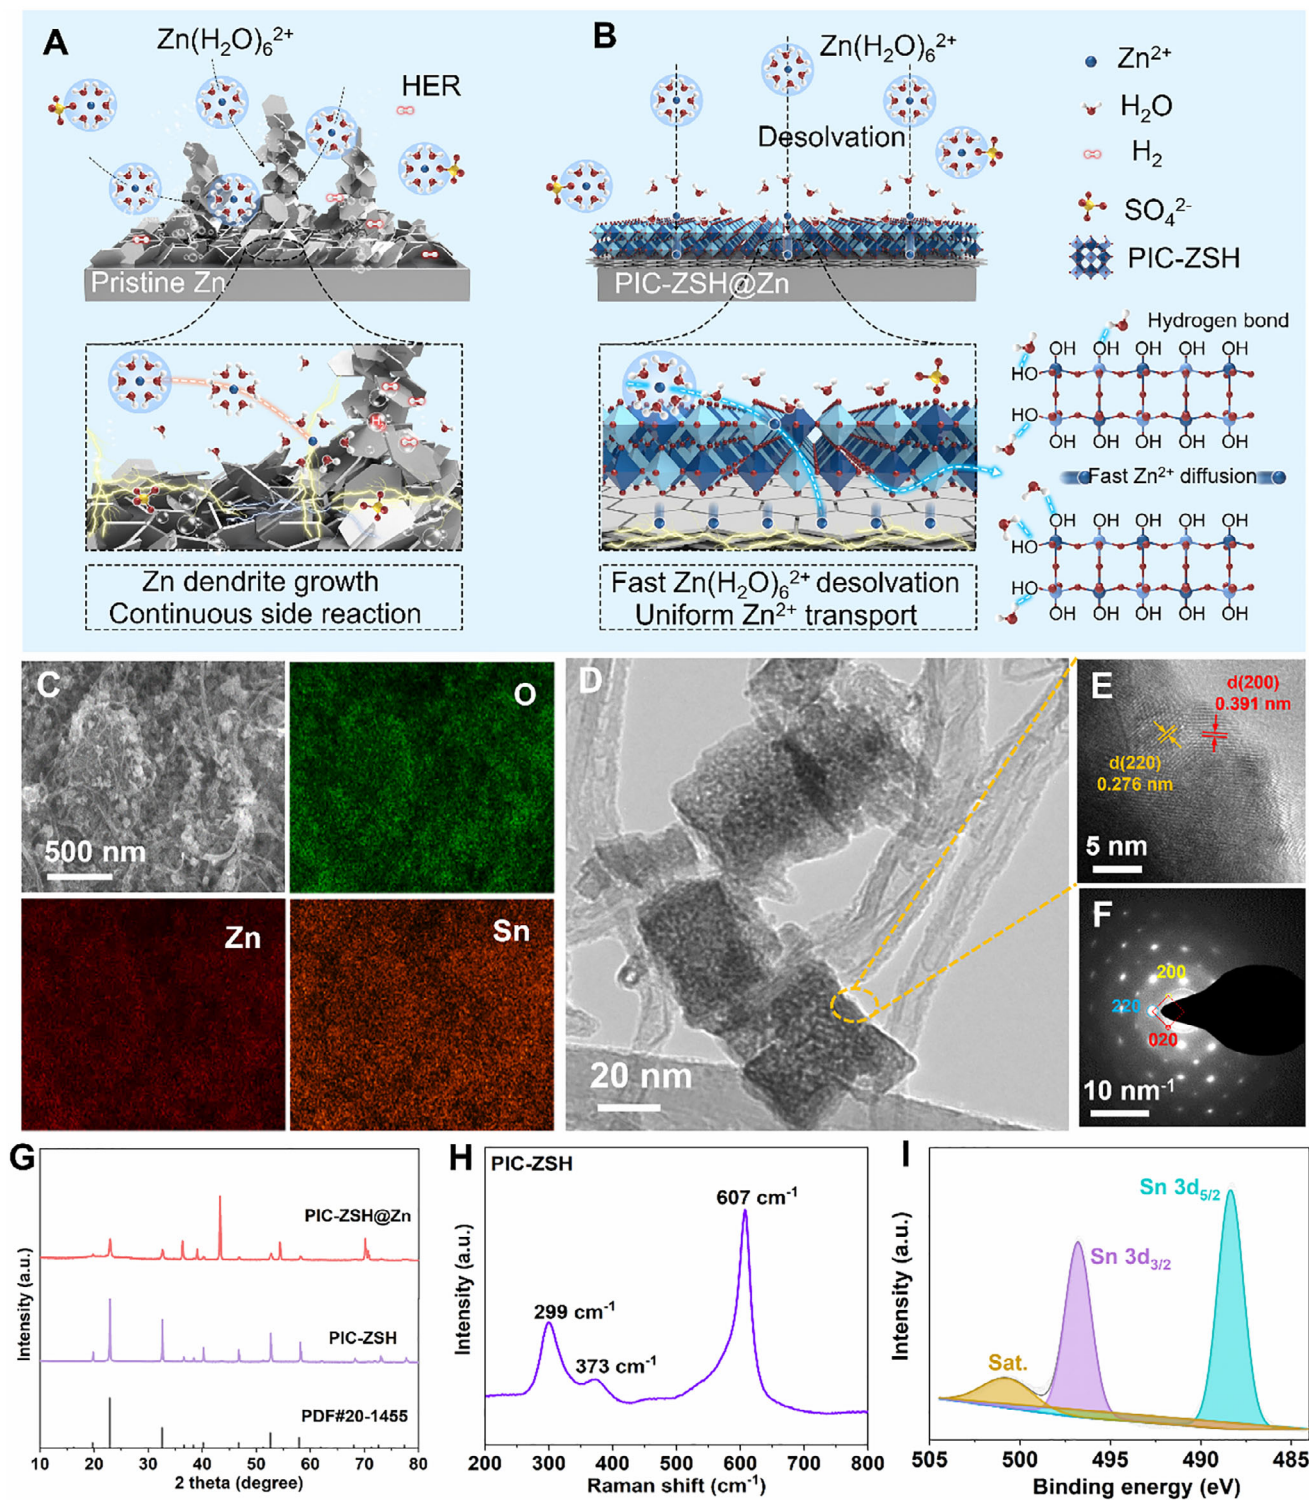 A
Zn(H₂O)₆²⁺
HER
Pristine Zn
Zn dendrite growth
Continuous side reaction
B
Zn(H₂O)₆²⁺
Desolvation
PIC-ZSH@Zn
Fast Zn(H₂O)₆²⁺ desolvation
Uniform Zn²⁺ transport
Zn²⁺
H₂O
H₂
SO₄²⁻
PIC-ZSH
Hydrogen bond
OH OH OH OH OH
HO
HO
OH OH OH OH OH
Fast Zn²⁺ diffusion
OH OH OH OH OH
HO
HO
OH OH OH OH OH
C
500 nm
O
Zn
Sn
D
20 nm
E
d(200)
0.391 nm
d(220)
0.276 nm
5 nm
F
200
220
020
10 nm⁻¹
G
PIC-ZSH@Zn
PIC-ZSH
PDF#20-1455
Intensity (a.u.)
10 20 30 40 50 60 70 80
2 theta (degree)
H
PIC-ZSH
607 cm⁻¹
299 cm⁻¹
373 cm⁻¹
Intensity (a.u.)
200 300 400 500 600 700 800
Raman shift (cm⁻¹)
I
Sn 3d₅/₂
Sn 3d₃/₂
Sat.
Intensity (a.u.)
505 500 495 490 485
Binding energy (eV)